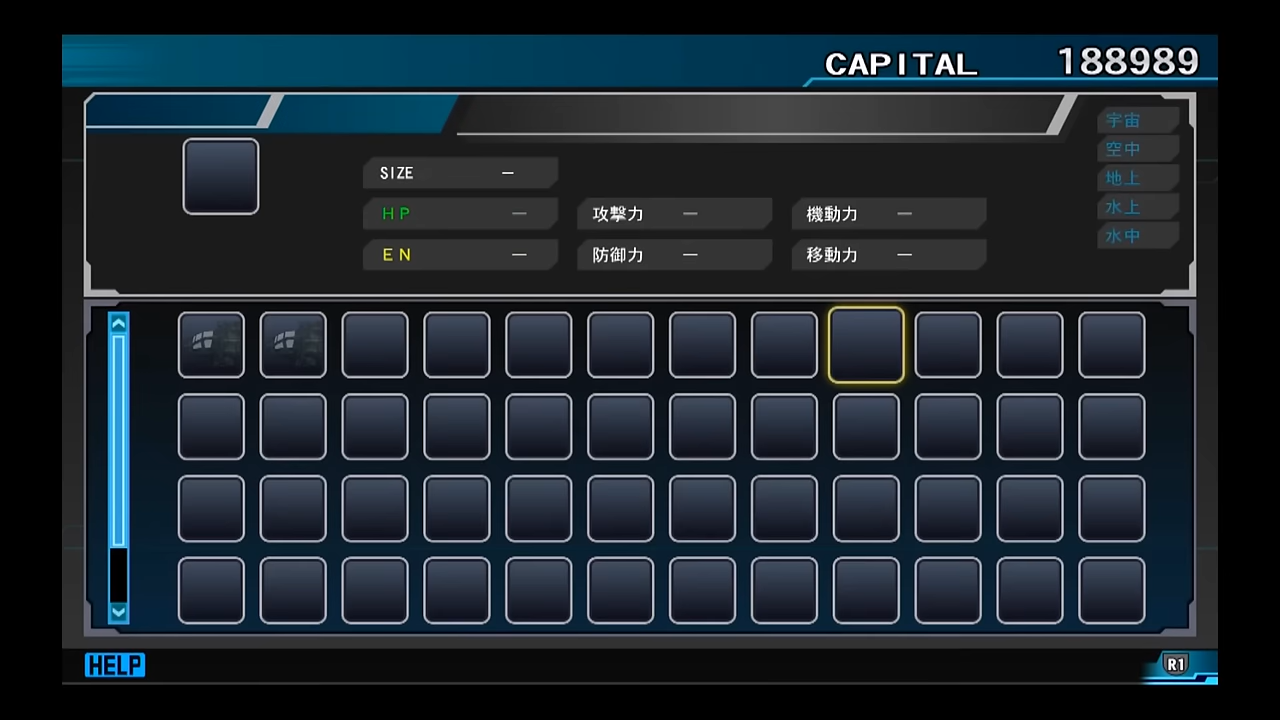 CAPITAL 188989
宇宙
空中
地上
水上
水中
SIZE —
HP — 攻撃力 — 機動力 —
EN — 防御力 — 移動力 —
HELP R1